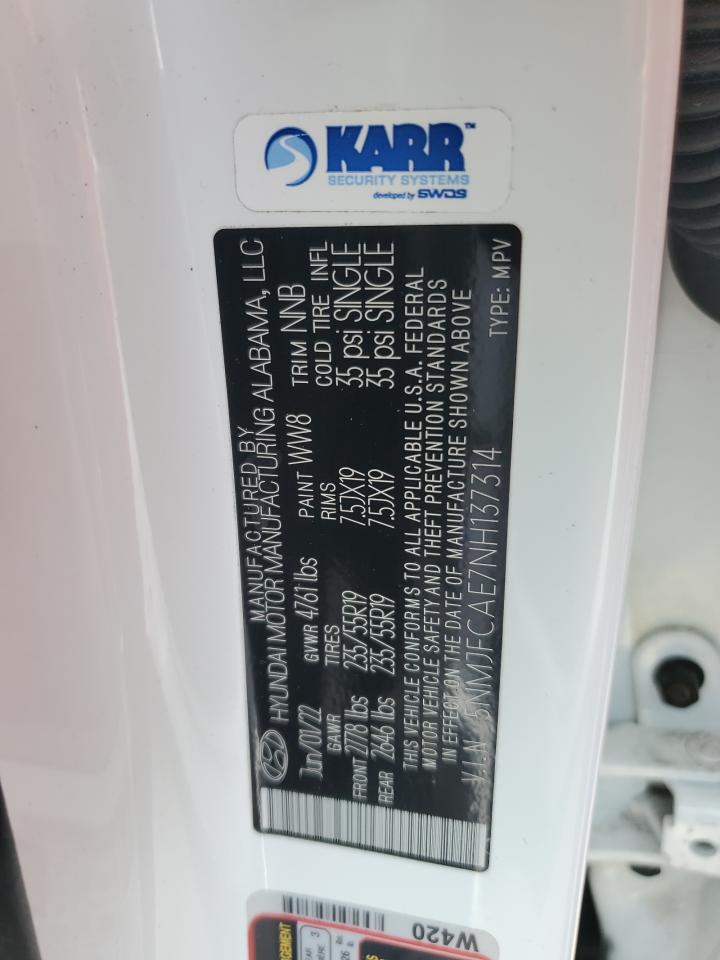 KARR™
SECURITY SYSTEMS
developed by SWDS
MANUFACTURED BY
HYUNDAI MOTOR MANUFACTURING ALABAMA, LLC
Jun/01/22 GVWR 4761 lbs PAINT WW8 TRIM NNB
GAWR TIRES RIMS COLD TIRE INFL
FRONT 2778 lbs 235/55R19 7.5JX19 35 psi SINGLE
REAR 2646 lbs 235/55R19 7.5JX19 35 psi SINGLE
THIS VEHICLE CONFORMS TO ALL APPLICABLE U.S.A. FEDERAL
MOTOR VEHICLE SAFETY AND THEFT PREVENTION STANDARDS
IN EFFECT ON THE DATE OF MANUFACTURE SHOWN ABOVE
V.I.N 5NMJFCAE7NH137314 TYPE: MPV
W420